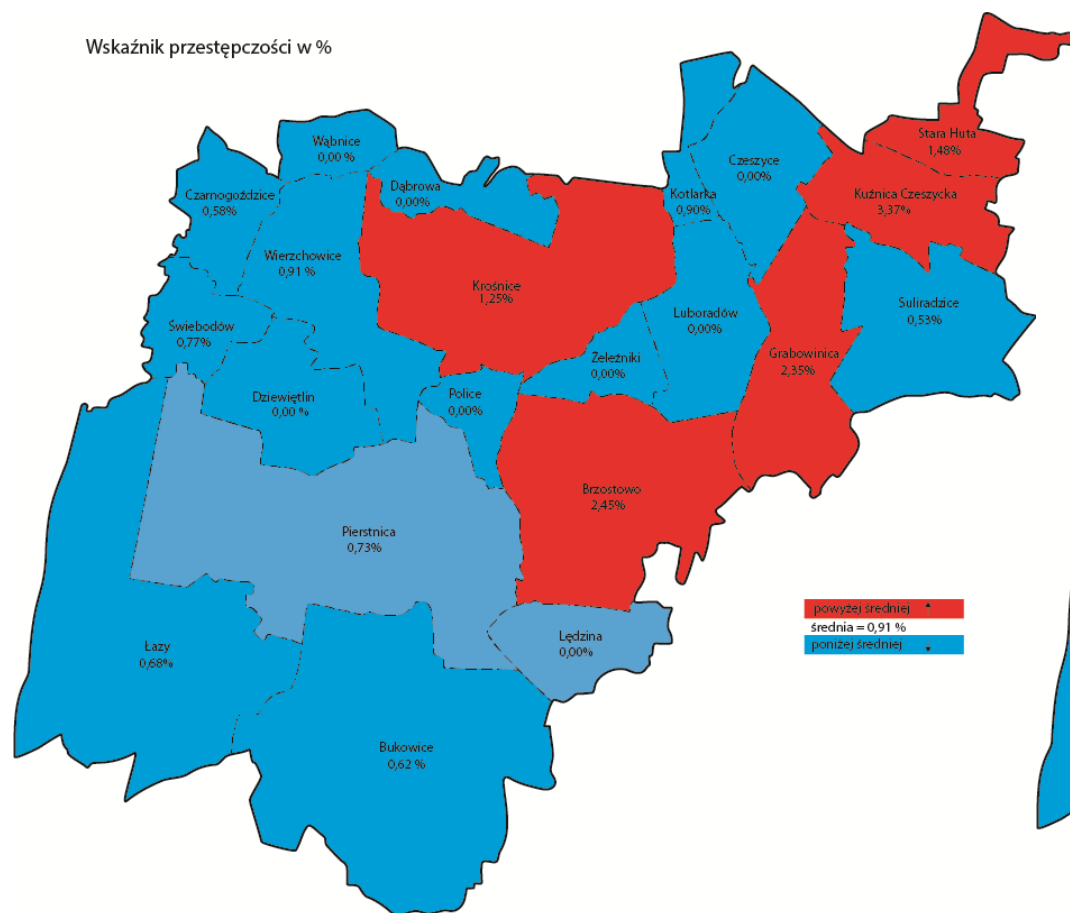 Wskaźnik przestępczości w %
Stara Huta
1,48%
Wąbnice
0,00 %
Czeszyce
0,00%
Dąbrowa
0,00%
Czarnogoździce
0,58%
Kotlarka
0,90%
Kuźnica Czeszycka
3,37%
Wierzchowice
0,91 %
Krośnice
1,25%
Suliradzice
0,53%
Luboradów
0,00%
Świebodów
0,77%
Grabowinica
2,35%
Żeleźniki
0,00%
Dziewiętlin
0,00 %
Police
0,00%
Brzostowo
2,45%
Pierstnica
0,73%
powyżej średniej
średnia = 0,91 %
poniżej średniej
Lędzina
0,00%
Łazy
0,68%
Bukowice
0,62 %